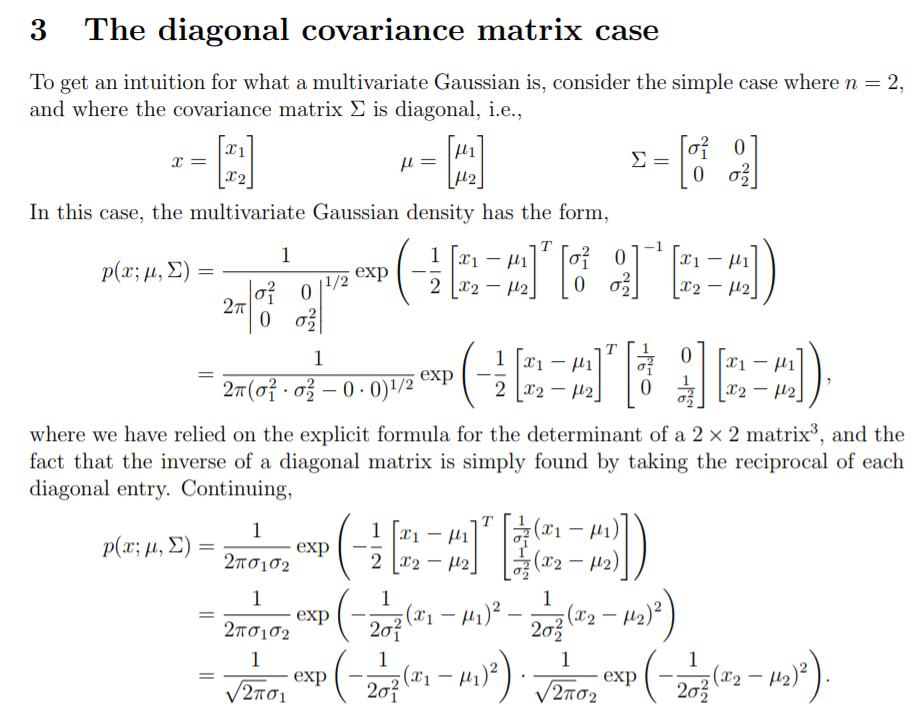 3 The diagonal covariance matrix case
To get an intuition for what a multivariate Gaussian is, consider the simple case where $n = 2$,
and where the covariance matrix $\Sigma$ is diagonal, i.e.,
$x = \begin{bmatrix} x_1 \\ x_2 \end{bmatrix} \qquad \mu = \begin{bmatrix} \mu_1 \\ \mu_2 \end{bmatrix} \qquad \Sigma = \begin{bmatrix} \sigma_1^2 & 0 \\ 0 & \sigma_2^2 \end{bmatrix}$
In this case, the multivariate Gaussian density has the form,
$p(x; \mu, \Sigma) = \frac{1}{2\pi \begin{vmatrix} \sigma_1^2 & 0 \\ 0 & \sigma_2^2 \end{vmatrix}^{1/2}} \exp\left( -\frac{1}{2} \begin{bmatrix} x_1 - \mu_1 \\ x_2 - \mu_2 \end{bmatrix}^T \begin{bmatrix} \sigma_1^2 & 0 \\ 0 & \sigma_2^2 \end{bmatrix}^{-1} \begin{bmatrix} x_1 - \mu_1 \\ x_2 - \mu_2 \end{bmatrix} \right)$
$= \frac{1}{2\pi(\sigma_1^2 \cdot \sigma_2^2 - 0 \cdot 0)^{1/2}} \exp\left( -\frac{1}{2} \begin{bmatrix} x_1 - \mu_1 \\ x_2 - \mu_2 \end{bmatrix}^T \begin{bmatrix} \frac{1}{\sigma_1^2} & 0 \\ 0 & \frac{1}{\sigma_2^2} \end{bmatrix} \begin{bmatrix} x_1 - \mu_1 \\ x_2 - \mu_2 \end{bmatrix} \right),$
where we have relied on the explicit formula for the determinant of a $2 \times 2$ matrix$^3$, and the
fact that the inverse of a diagonal matrix is simply found by taking the reciprocal of each
diagonal entry. Continuing,
$p(x; \mu, \Sigma) = \frac{1}{2\pi\sigma_1\sigma_2} \exp\left( -\frac{1}{2} \begin{bmatrix} x_1 - \mu_1 \\ x_2 - \mu_2 \end{bmatrix}^T \begin{bmatrix} \frac{1}{\sigma_1^2}(x_1 - \mu_1) \\ \frac{1}{\sigma_2^2}(x_2 - \mu_2) \end{bmatrix} \right)$
$= \frac{1}{2\pi\sigma_1\sigma_2} \exp\left( -\frac{1}{2\sigma_1^2}(x_1 - \mu_1)^2 - \frac{1}{2\sigma_2^2}(x_2 - \mu_2)^2 \right)$
$= \frac{1}{\sqrt{2\pi}\sigma_1} \exp\left( -\frac{1}{2\sigma_1^2}(x_1 - \mu_1)^2 \right) \cdot \frac{1}{\sqrt{2\pi}\sigma_2} \exp\left( -\frac{1}{2\sigma_2^2}(x_2 - \mu_2)^2 \right).$